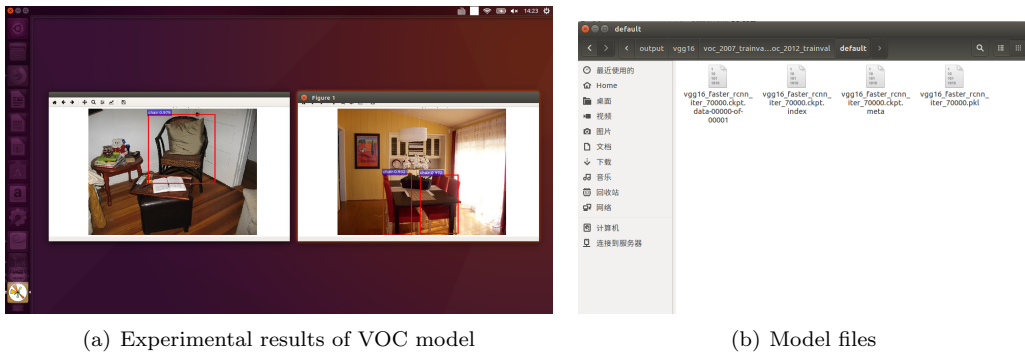 14:23
Figure 1
chair 0.979
default
output
vgg16
voc_2007_trainva...oc_2012_trainval
default
最近使用的
Home
桌面
视频
图片
文档
下载
音乐
回收站
网络
计算机
连接到服务器
vgg16_faster_rcnn_
iter_70000.ckpt.
data-00000-of-
00001
vgg16_faster_rcnn_
iter_70000.ckpt.
index
vgg16_faster_rcnn_
iter_70000.ckpt.
meta
vgg16_faster_rcnn_
iter_70000.pkl
(a) Experimental results of VOC model
(b) Model files